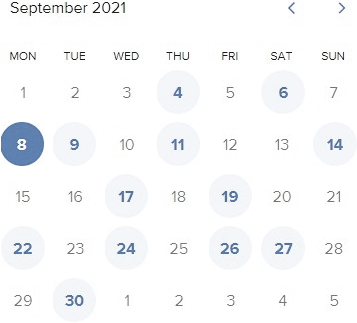 September 2021
MON TUE WED THU FRI SAT SUN
1 2 3 4 5 6 7
8 9 10 11 12 13 14
15 16 17 18 19 20 21
22 23 24 25 26 27 28
29 30 1 2 3 4 5